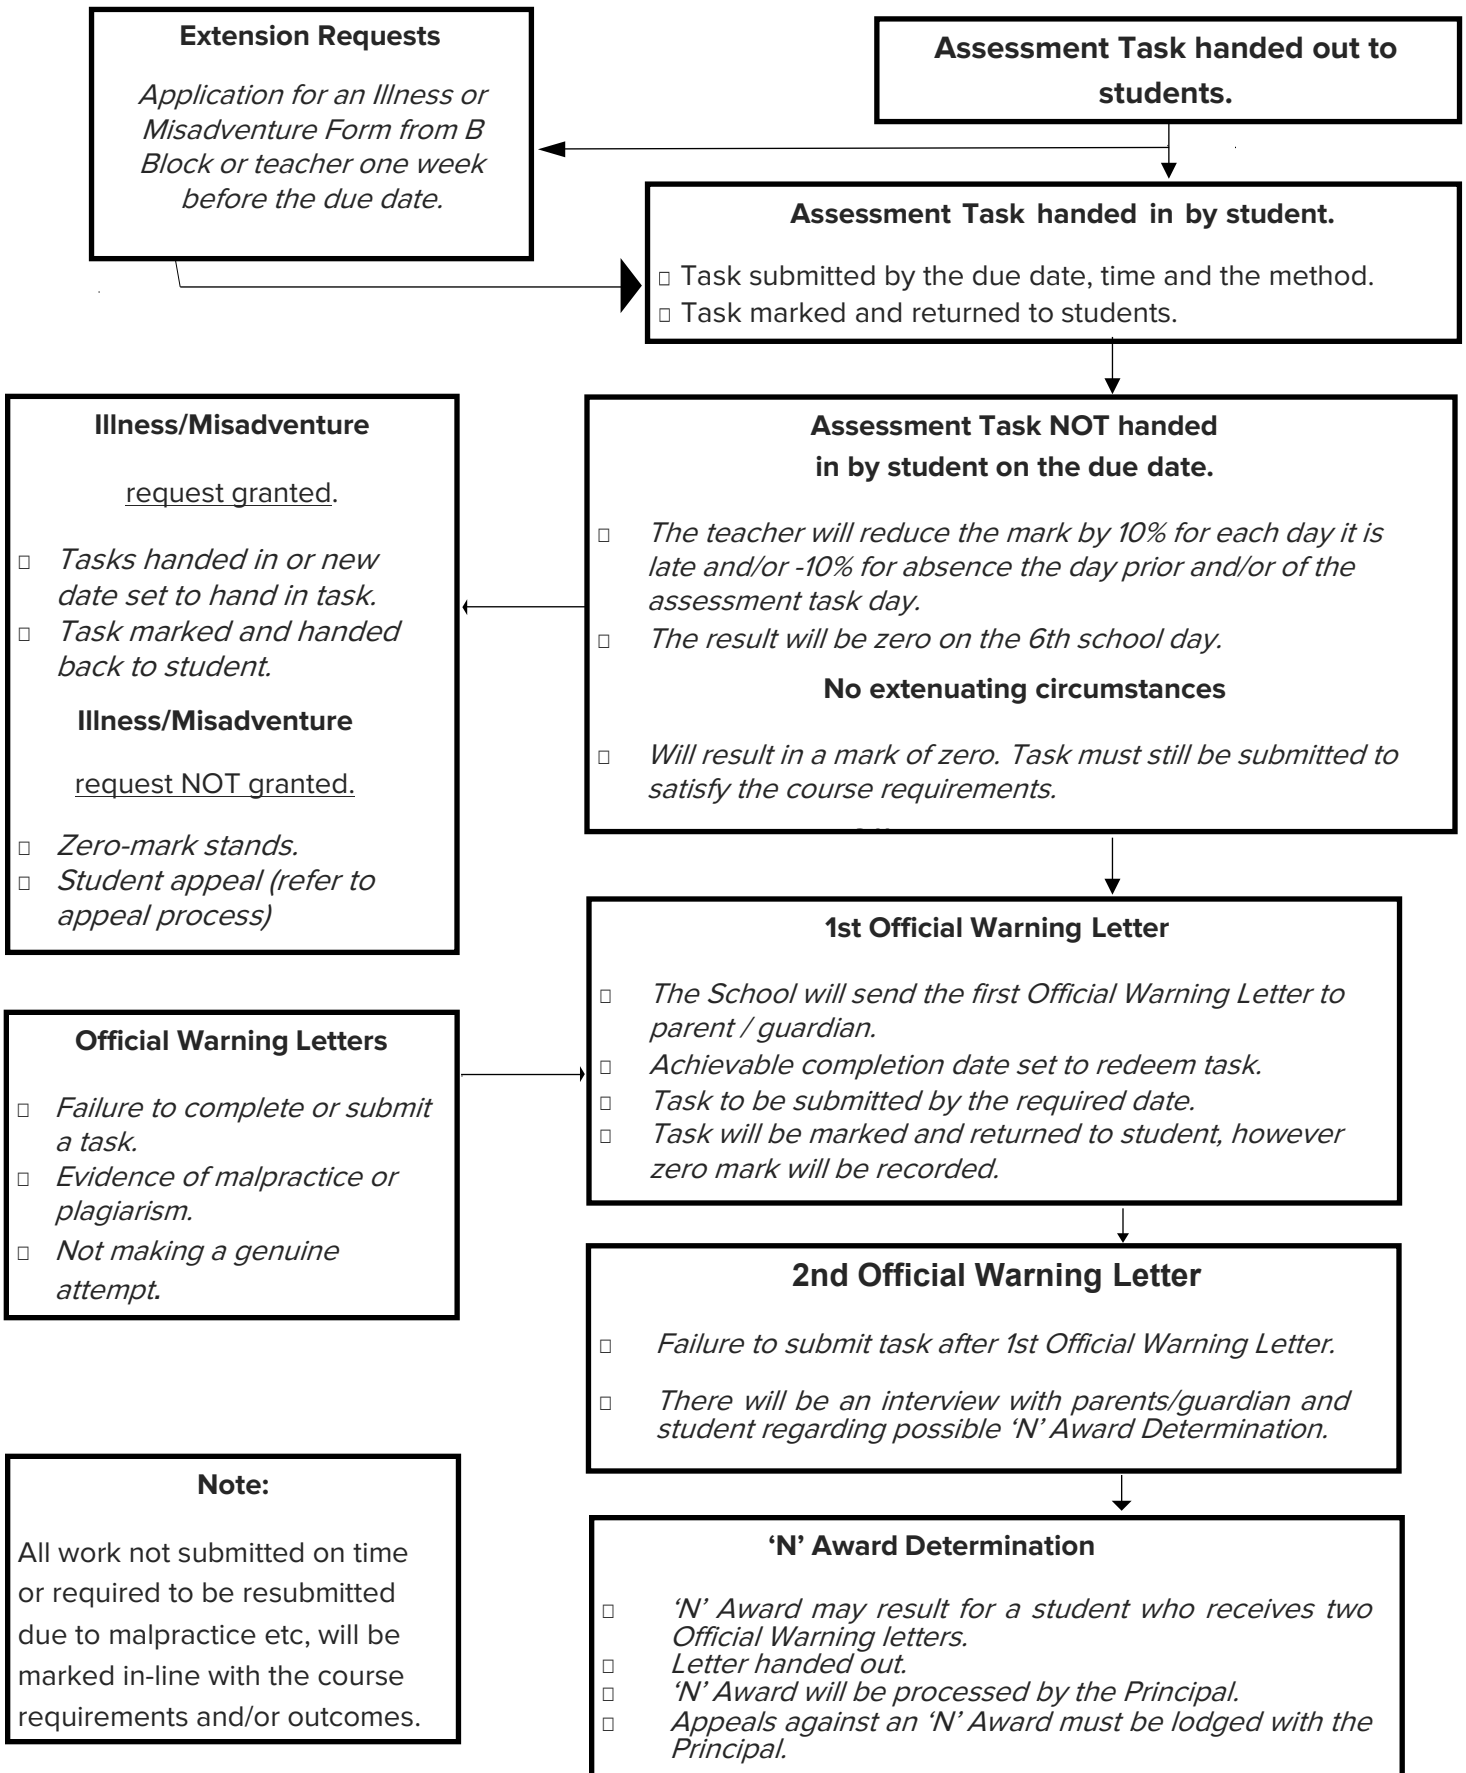 Extension Requests
Application for an Illness or
Misadventure Form from B
Block or teacher one week
before the due date.
Assessment Task handed out to
students.
Assessment Task handed in by student.
Task submitted by the due date, time and the method.
Task marked and returned to students.
Illness/Misadventure
request granted.
Tasks handed in or new
date set to hand in task.
Task marked and handed
back to student.
Illness/Misadventure
request NOT granted.
Zero-mark stands.
Student appeal (refer to
appeal process)
Assessment Task NOT handed
in by student on the due date.
The teacher will reduce the mark by 10% for each day it is
late and/or -10% for absence the day prior and/or of the
assessment task day.
The result will be zero on the 6th school day.
No extenuating circumstances
Will result in a mark of zero. Task must still be submitted to
satisfy the course requirements.
Official Warning Letters
Failure to complete or submit
a task.
Evidence of malpractice or
plagiarism.
Not making a genuine
attempt.
1st Official Warning Letter
The School will send the first Official Warning Letter to
parent / guardian.
Achievable completion date set to redeem task.
Task to be submitted by the required date.
Task will be marked and returned to student, however
zero mark will be recorded.
2nd Official Warning Letter
Failure to submit task after 1st Official Warning Letter.
There will be an interview with parents/guardian and
student regarding possible ‘N’ Award Determination.
Note:
All work not submitted on time
or required to be resubmitted
due to malpractice etc, will be
marked in-line with the course
requirements and/or outcomes.
‘N’ Award Determination
‘N’ Award may result for a student who receives two
Official Warning letters.
Letter handed out.
‘N’ Award will be processed by the Principal.
Appeals against an ‘N’ Award must be lodged with the
Principal.